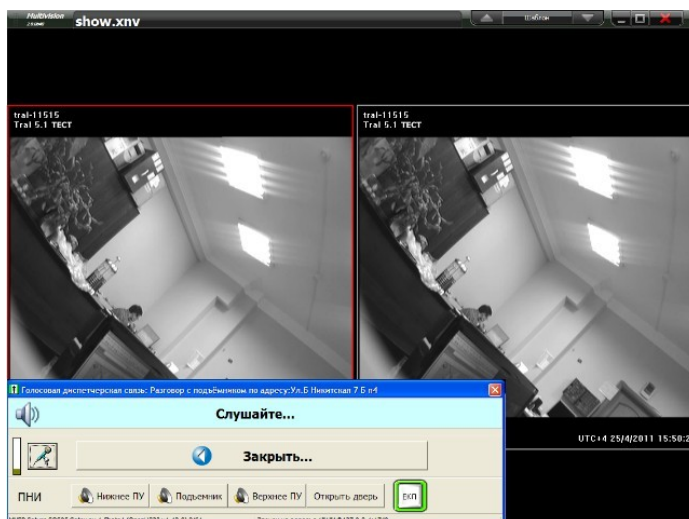 Multivision
show.xnv
Шаблон
tral-11515
Tral 5.1 ТЕСТ
tral-11515
Tral 5.1 ТЕСТ
UTC+4 25/4/2011 15:50:2
Голосовая диспетчерская связь: Разговор с подъёмником по адресу:Ул.Б Никитская 7 Б п4
Слушайте...
Закрыть...
ПНИ
Нижнее ПУ
Подъемник
Верхнее ПУ
Открыть дверь
ВКП